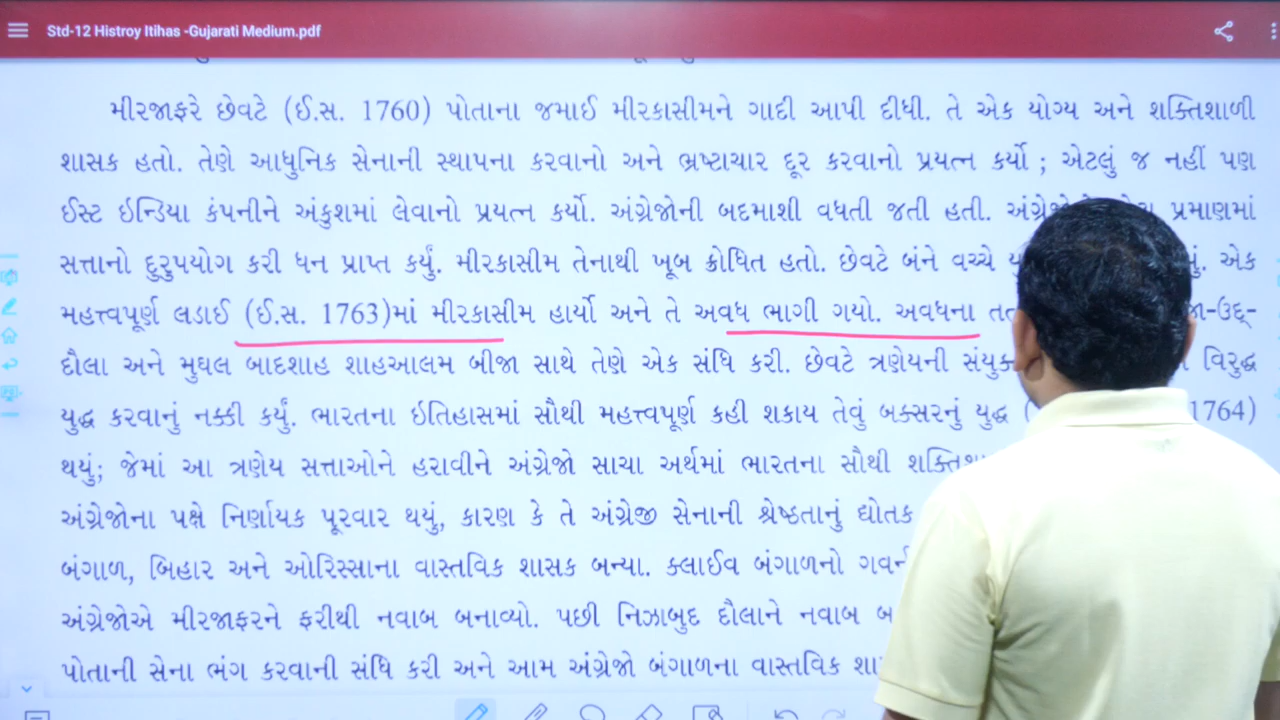 Std-12 Histroy Itihas -Gujarati Medium.pdf
મીરજાફરે છેવટે (ઈ.સ. 1760) પોતાના જમાઈ મીરકાસીમને ગાદી આપી દીધી. તે એક યોગ્ય અને શક્તિશાળી
શાસક હતો. તેણે આધુનિક સેનાની સ્થાપના કરવાનો અને ભ્રષ્ટાચાર દૂર કરવાનો પ્રયત્ન કર્યો ; એટલું જ નહીં પણ
ઈસ્ટ ઇન્ડિયા કંપનીને અંકુશમાં લેવાનો પ્રયત્ન કર્યો. અંગ્રેજોની બદમાશી વધતી જતી હતી. પ્રમાણમાં
સત્તાનો દુરુપયોગ કરી ધન પ્રાપ્ત કર્યું. મીરકાસીમ તેનાથી ખૂબ ક્રોધિત હતો. છેવટે બંને વચ્ચે એક
મહત્ત્વપૂર્ણ લડાઈ (ઈ.સ. 1763)માં મીરકાસીમ હાર્યો અને તે અવધ ભાગી ગયો. અવધના -ઉદ્-
દૌલા અને મુઘલ બાદશાહ શાહઆલમ બીજા સાથે તેણે એક સંધિ કરી. છેવટે ત્રણેયની વિરુદ્ધ
યુદ્ધ કરવાનું નક્કી કર્યું. ભારતના ઇતિહાસમાં સૌથી મહત્ત્વપૂર્ણ કહી શકાય તેવું બક્સરનું યુદ્ધ ( 1764)
થયું; જેમાં આ ત્રણેય સત્તાઓને હરાવીને અંગ્રેજો સાચા અર્થમાં ભારતના સૌથી
અંગ્રેજોના પક્ષે નિર્ણાયક પૂરવાર થયું, કારણ કે તે અંગ્રેજી સેનાની શ્રેષ્ઠતાનું દ્યોતક
બંગાળ, બિહાર અને ઓરિસ્સાના વાસ્તવિક શાસક બન્યા. ક્લાઈવ બંગાળનો
અંગ્રેજોએ મીરજાફરને ફરીથી નવાબ બનાવ્યો. પછી નિઝાબુદ દૌલાને નવાબ
પોતાની સેના ભંગ કરવાની સંધિ કરી અને આમ અંગ્રેજો બંગાળના વાસ્તવિક